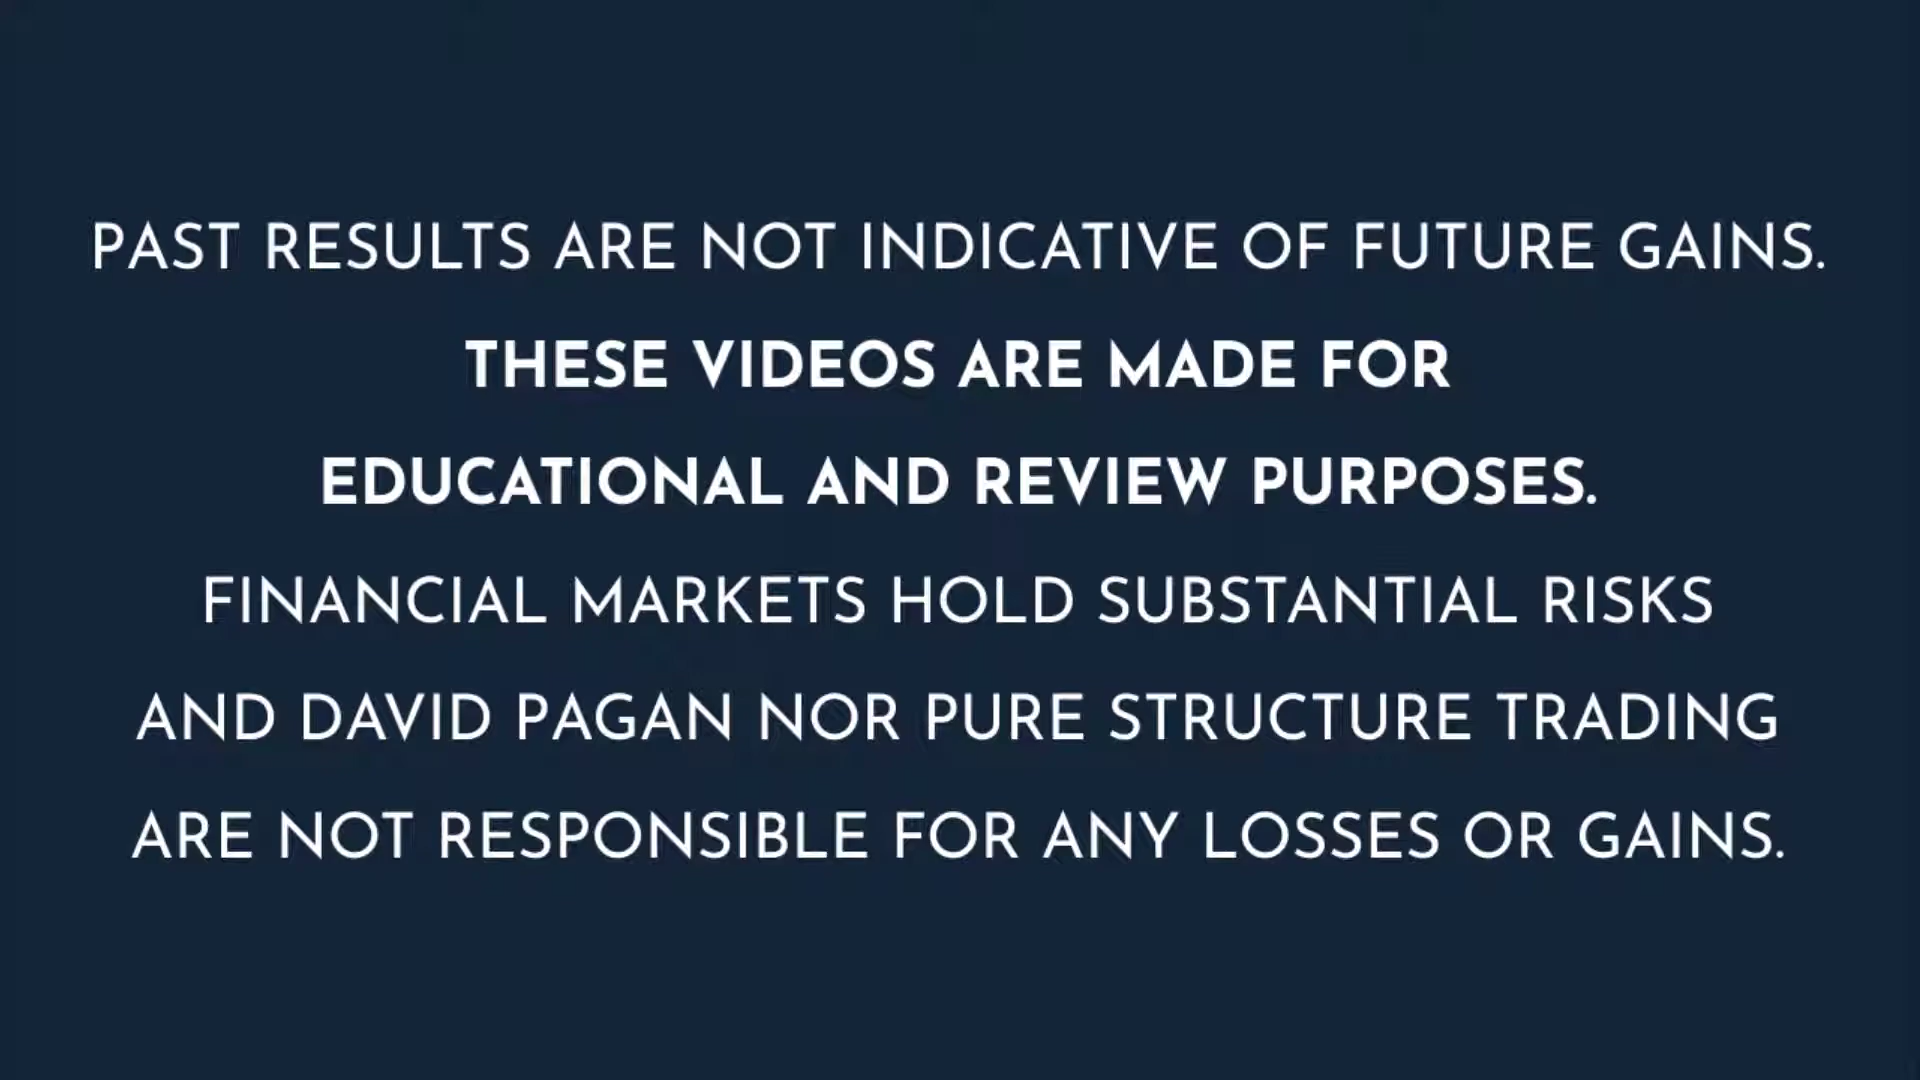 PAST RESULTS ARE NOT INDICATIVE OF FUTURE GAINS.
THESE VIDEOS ARE MADE FOR
EDUCATIONAL AND REVIEW PURPOSES.
FINANCIAL MARKETS HOLD SUBSTANTIAL RISKS
AND DAVID PAGAN NOR PURE STRUCTURE TRADING
ARE NOT RESPONSIBLE FOR ANY LOSSES OR GAINS.